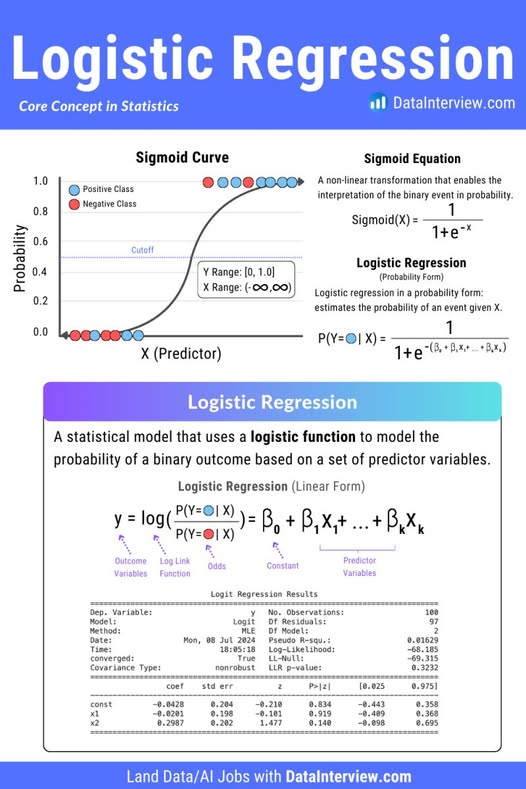 Logistic Regression
Core Concept in Statistics
DataInterview.com
Sigmoid Curve
Probability
1.0
0.8
0.6
0.4
0.2
0.0
Positive Class
Negative Class
Cutoff
Y Range: [0, 1.0]
X Range: (-∞,∞)
X (Predictor)
Sigmoid Equation
A non-linear transformation that enables the
interpretation of the binary event in probability.
Sigmoid(X) = 1 / 1+e^-x
Logistic Regression
(Probability Form)
Logistic regression in a probability form:
estimates the probability of an event given X.
P(Y=🔵| X) = 1 / 1+e^-(β₀ + β₁x₁+ ... + βₖxₖ)
Logistic Regression
A statistical model that uses a logistic function to model the
probability of a binary outcome based on a set of predictor variables.
Logistic Regression (Linear Form)
y = log(P(Y=🔵| X) / P(Y=🔴| X)) = β₀ + β₁x₁+ ... + βₖxₖ
Outcome
Variables
Log Link
Function
Odds
Constant
Predictor
Variables
Logit Regression Results
Dep. Variable: y No. Observations: 100
Model: Logit Df Residuals: 97
Method: MLE Df Model: 2
Date: Mon, 08 Jul 2024 Pseudo R-squ.: 0.01629
Time: 18:05:18 Log-Likelihood: -68.185
converged: True LL-Null: -69.315
Covariance Type: nonrobust LLR p-value: 0.3232
coef std err z P>|z| [0.025 0.975]
const -0.0428 0.204 -0.210 0.834 -0.443 0.358
x1 -0.0201 0.198 -0.101 0.919 -0.409 0.368
x2 0.2987 0.202 1.477 0.140 -0.098 0.695
Land Data/AI Jobs with DataInterview.com